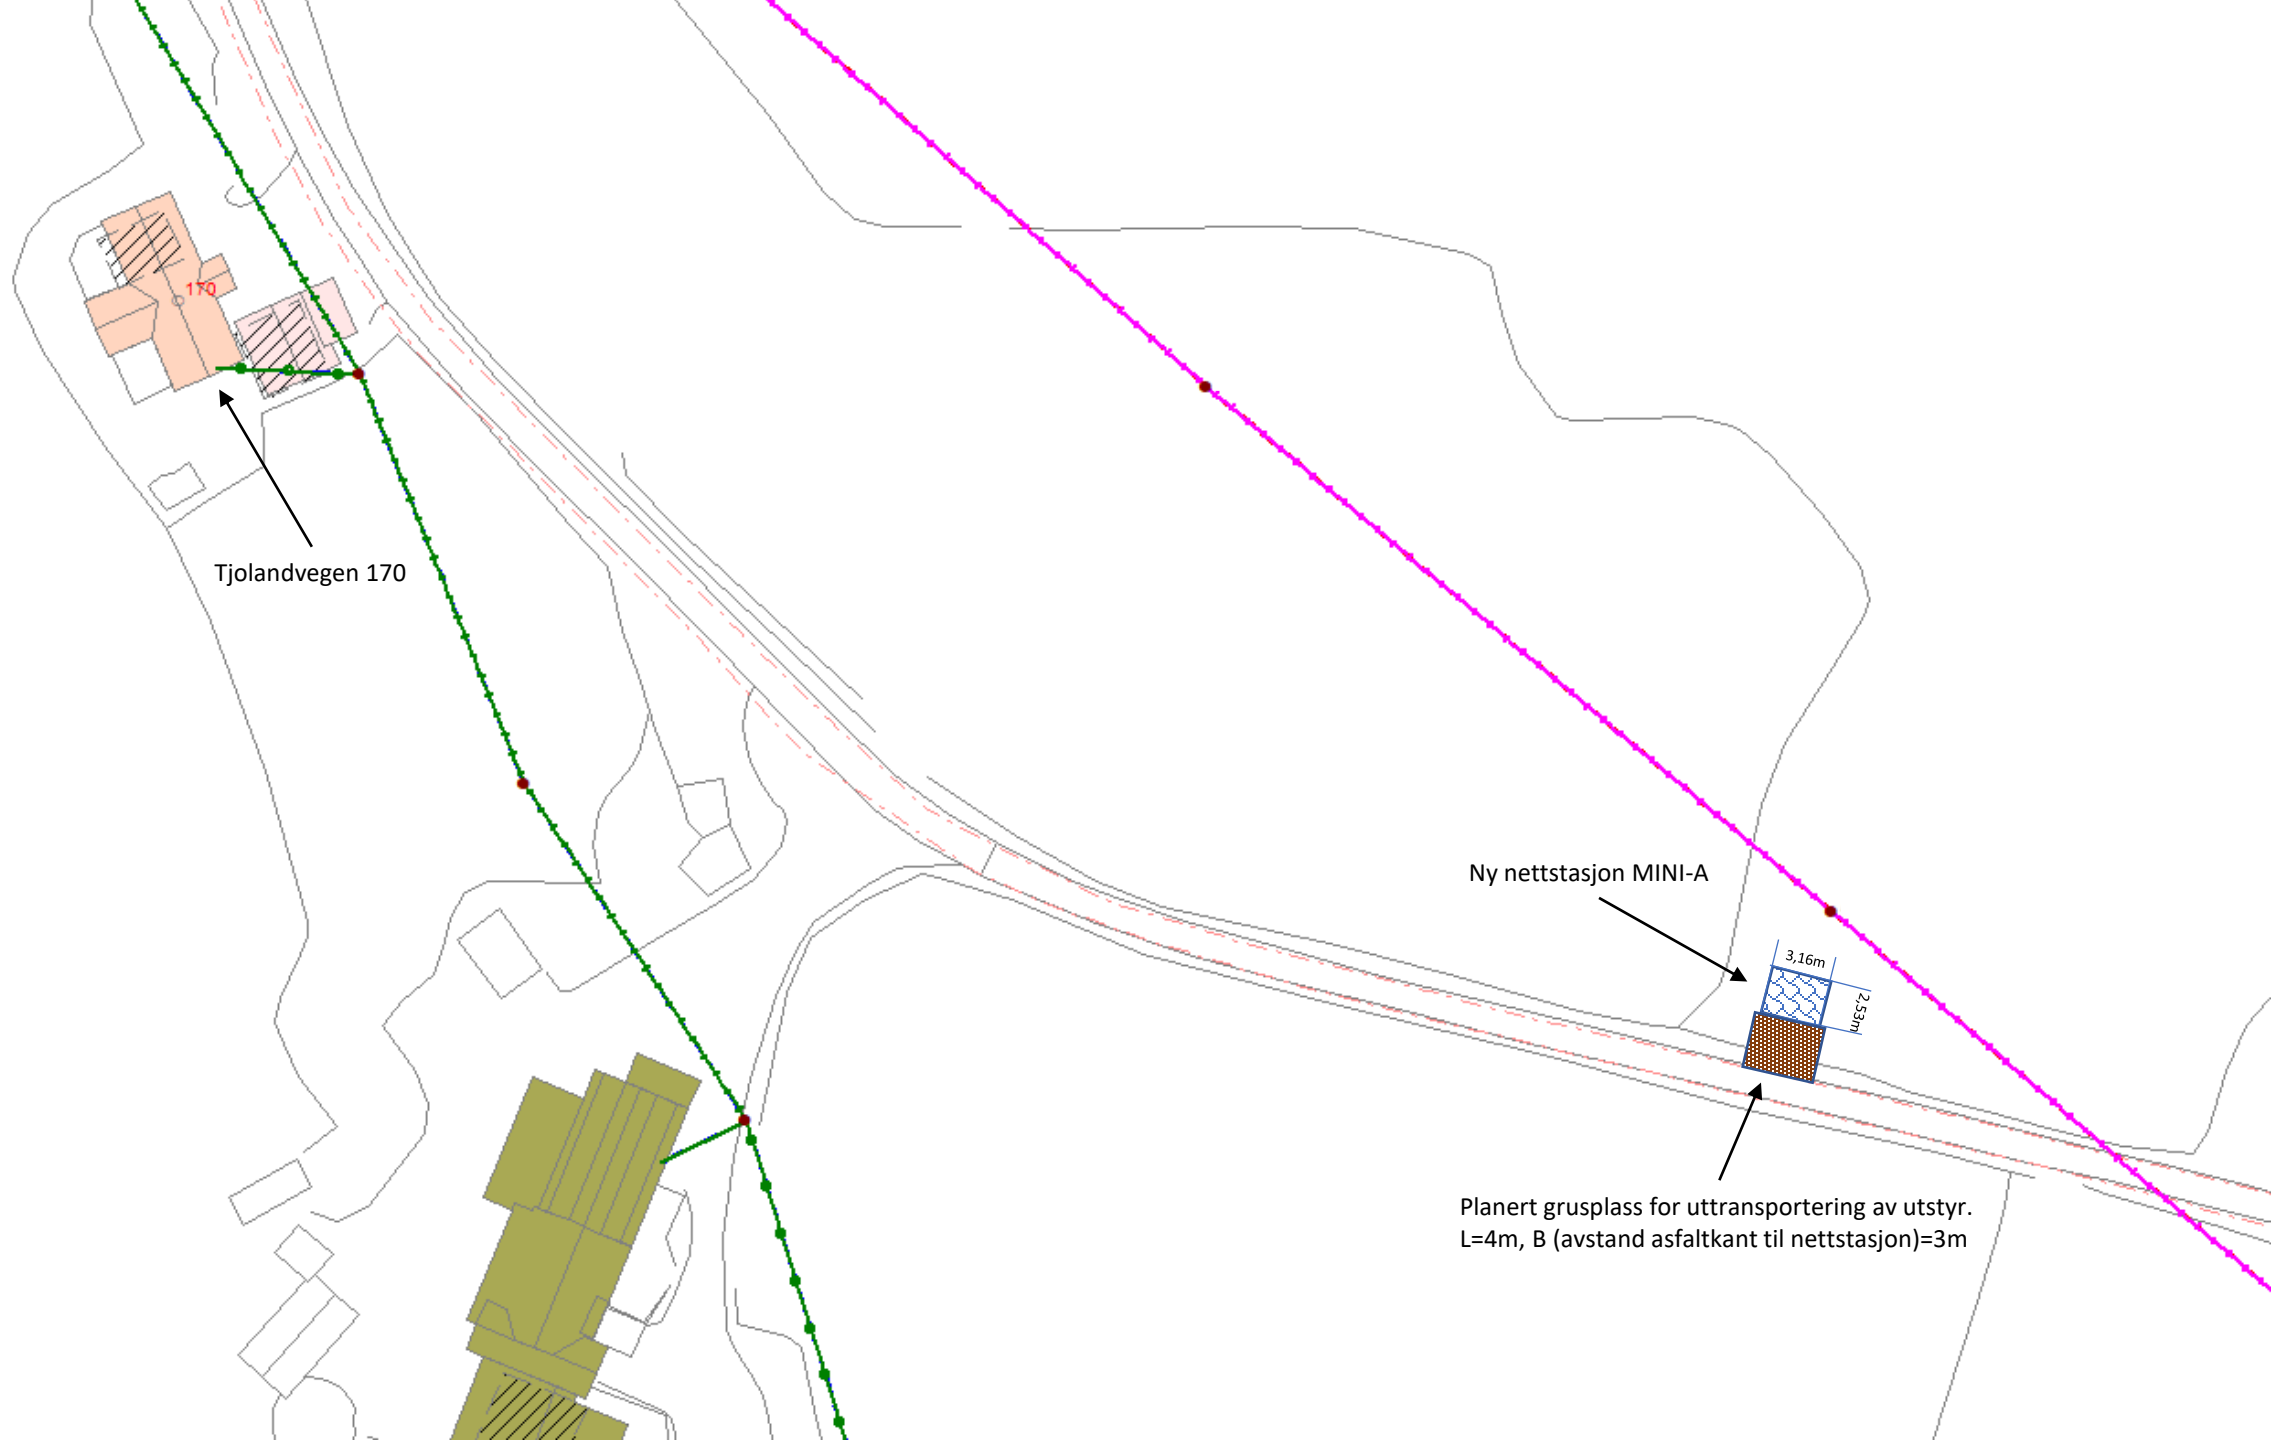 170
Tjolandvegen 170
Ny nettstasjon MINI-A
3,16m
2,53m
Planert grusplass for uttransportering av utstyr.
L=4m, B (avstand asfaltkant til nettstasjon)=3m